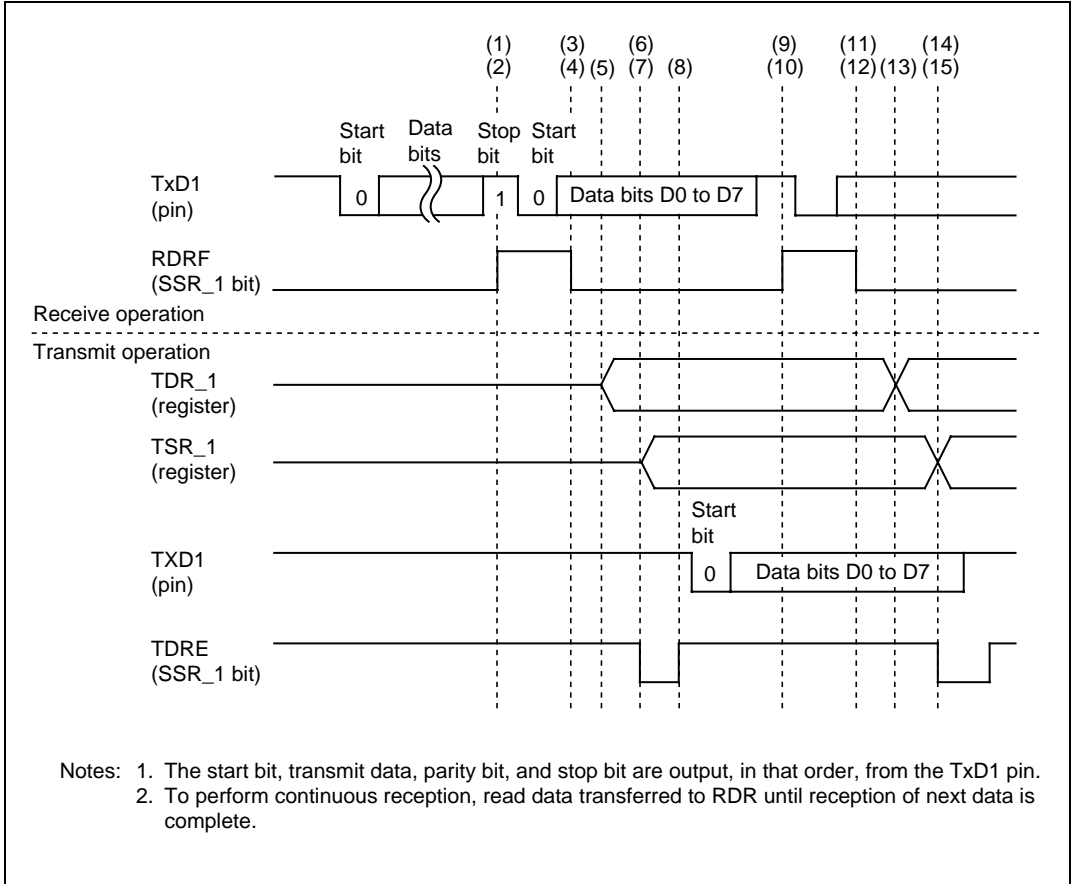 (1) (3) (6) (9) (11) (14)
(2) (4) (5) (7) (8) (10) (12) (13) (15)
Start Data Stop Start
bit bits bit bit
TxD1
(pin)
0 1 0 Data bits D0 to D7
RDRF
(SSR_1 bit)
Receive operation
Transmit operation
TDR_1
(register)
TSR_1
(register)
Start
bit
TXD1
(pin)
0 Data bits D0 to D7
TDRE
(SSR_1 bit)
Notes: 1. The start bit, transmit data, parity bit, and stop bit are output, in that order, from the TxD1 pin.
2. To perform continuous reception, read data transferred to RDR until reception of next data is
complete.